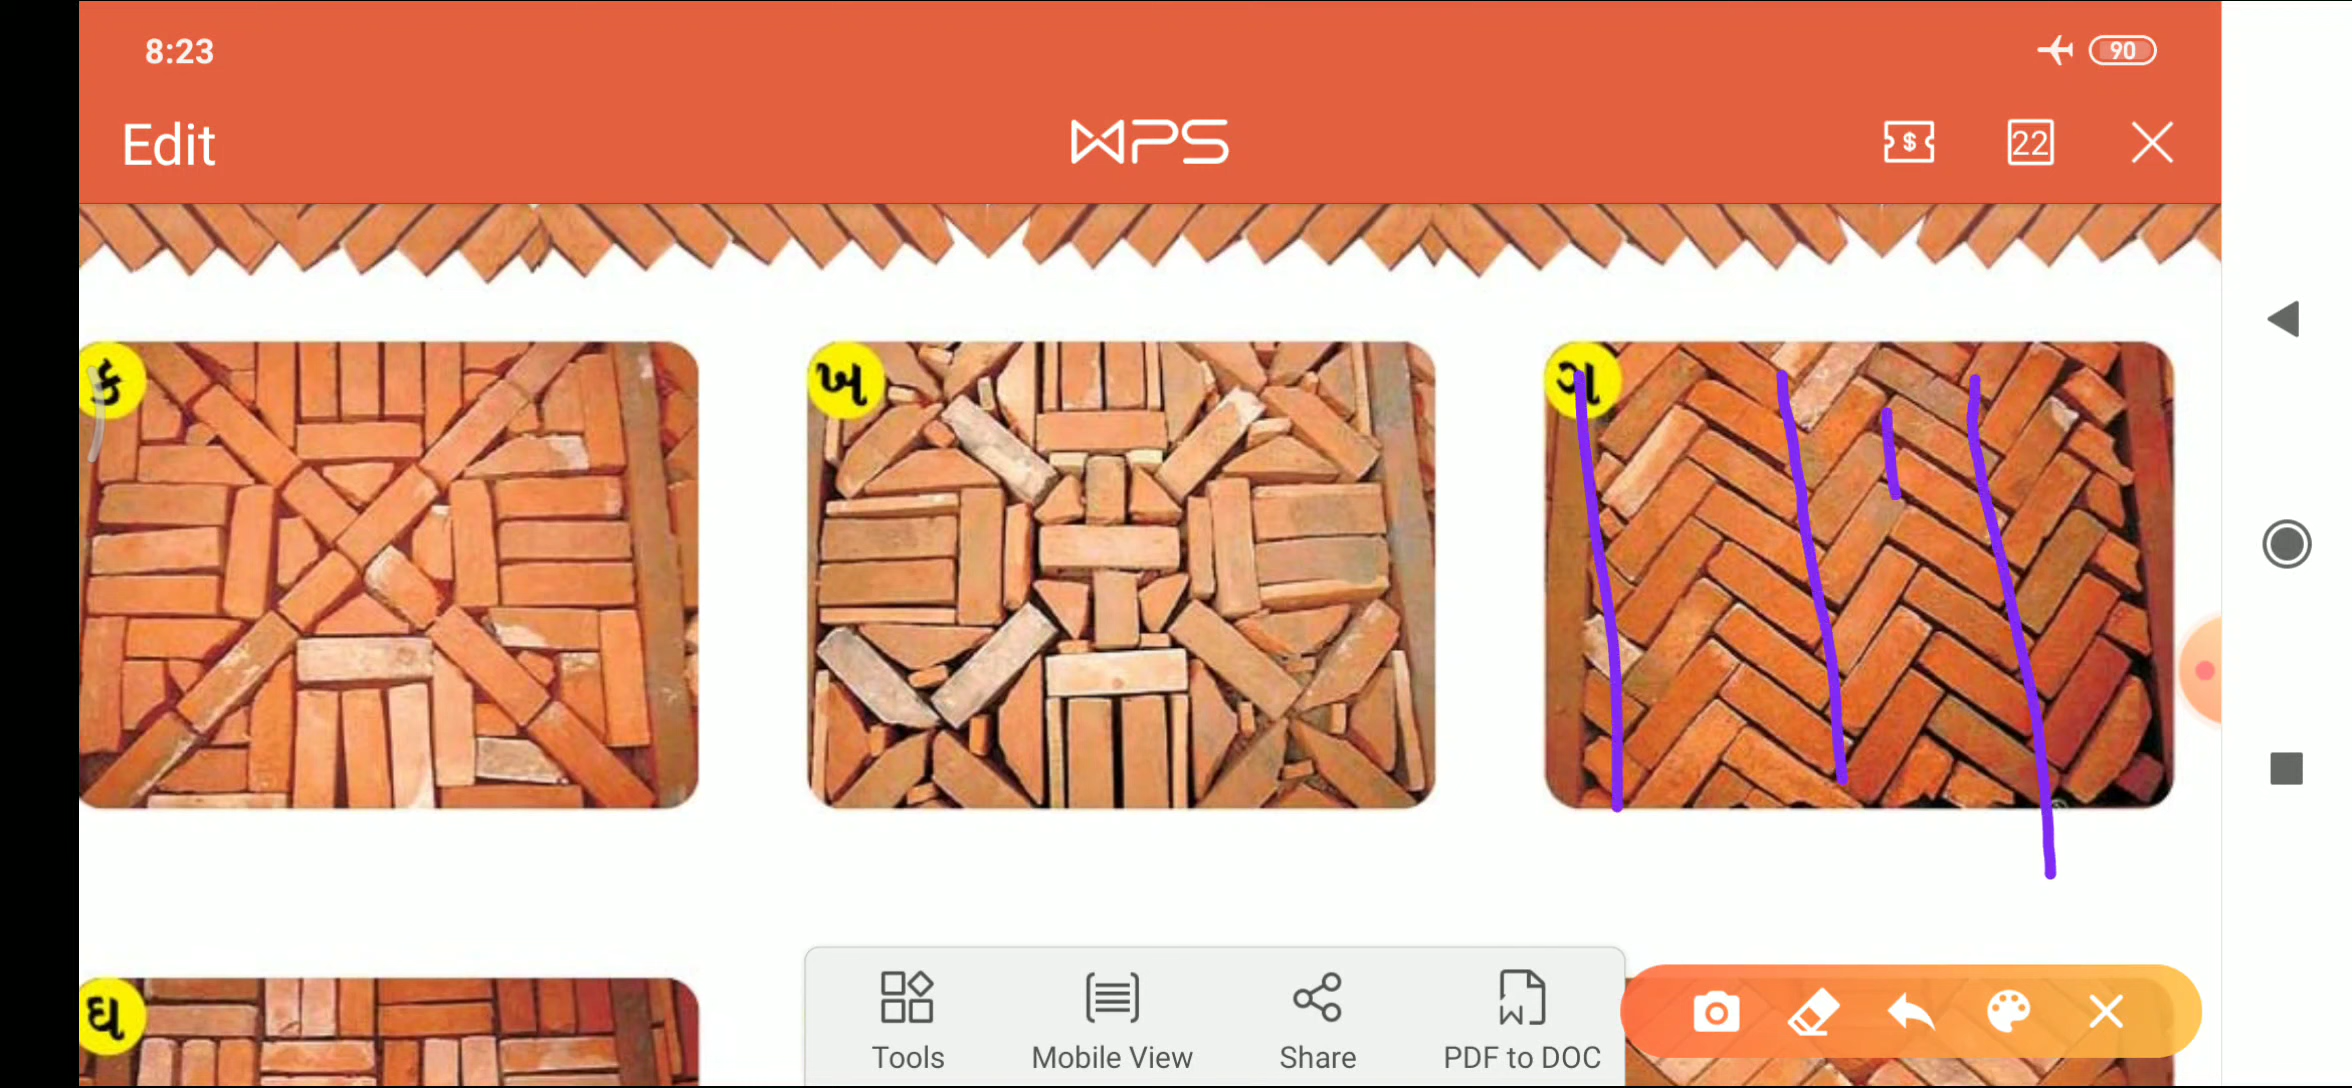 8:23
90
Edit
WPS
$
22
ક
ખ
ગ
ઘ
Tools
Mobile View
Share
PDF to DOC
W